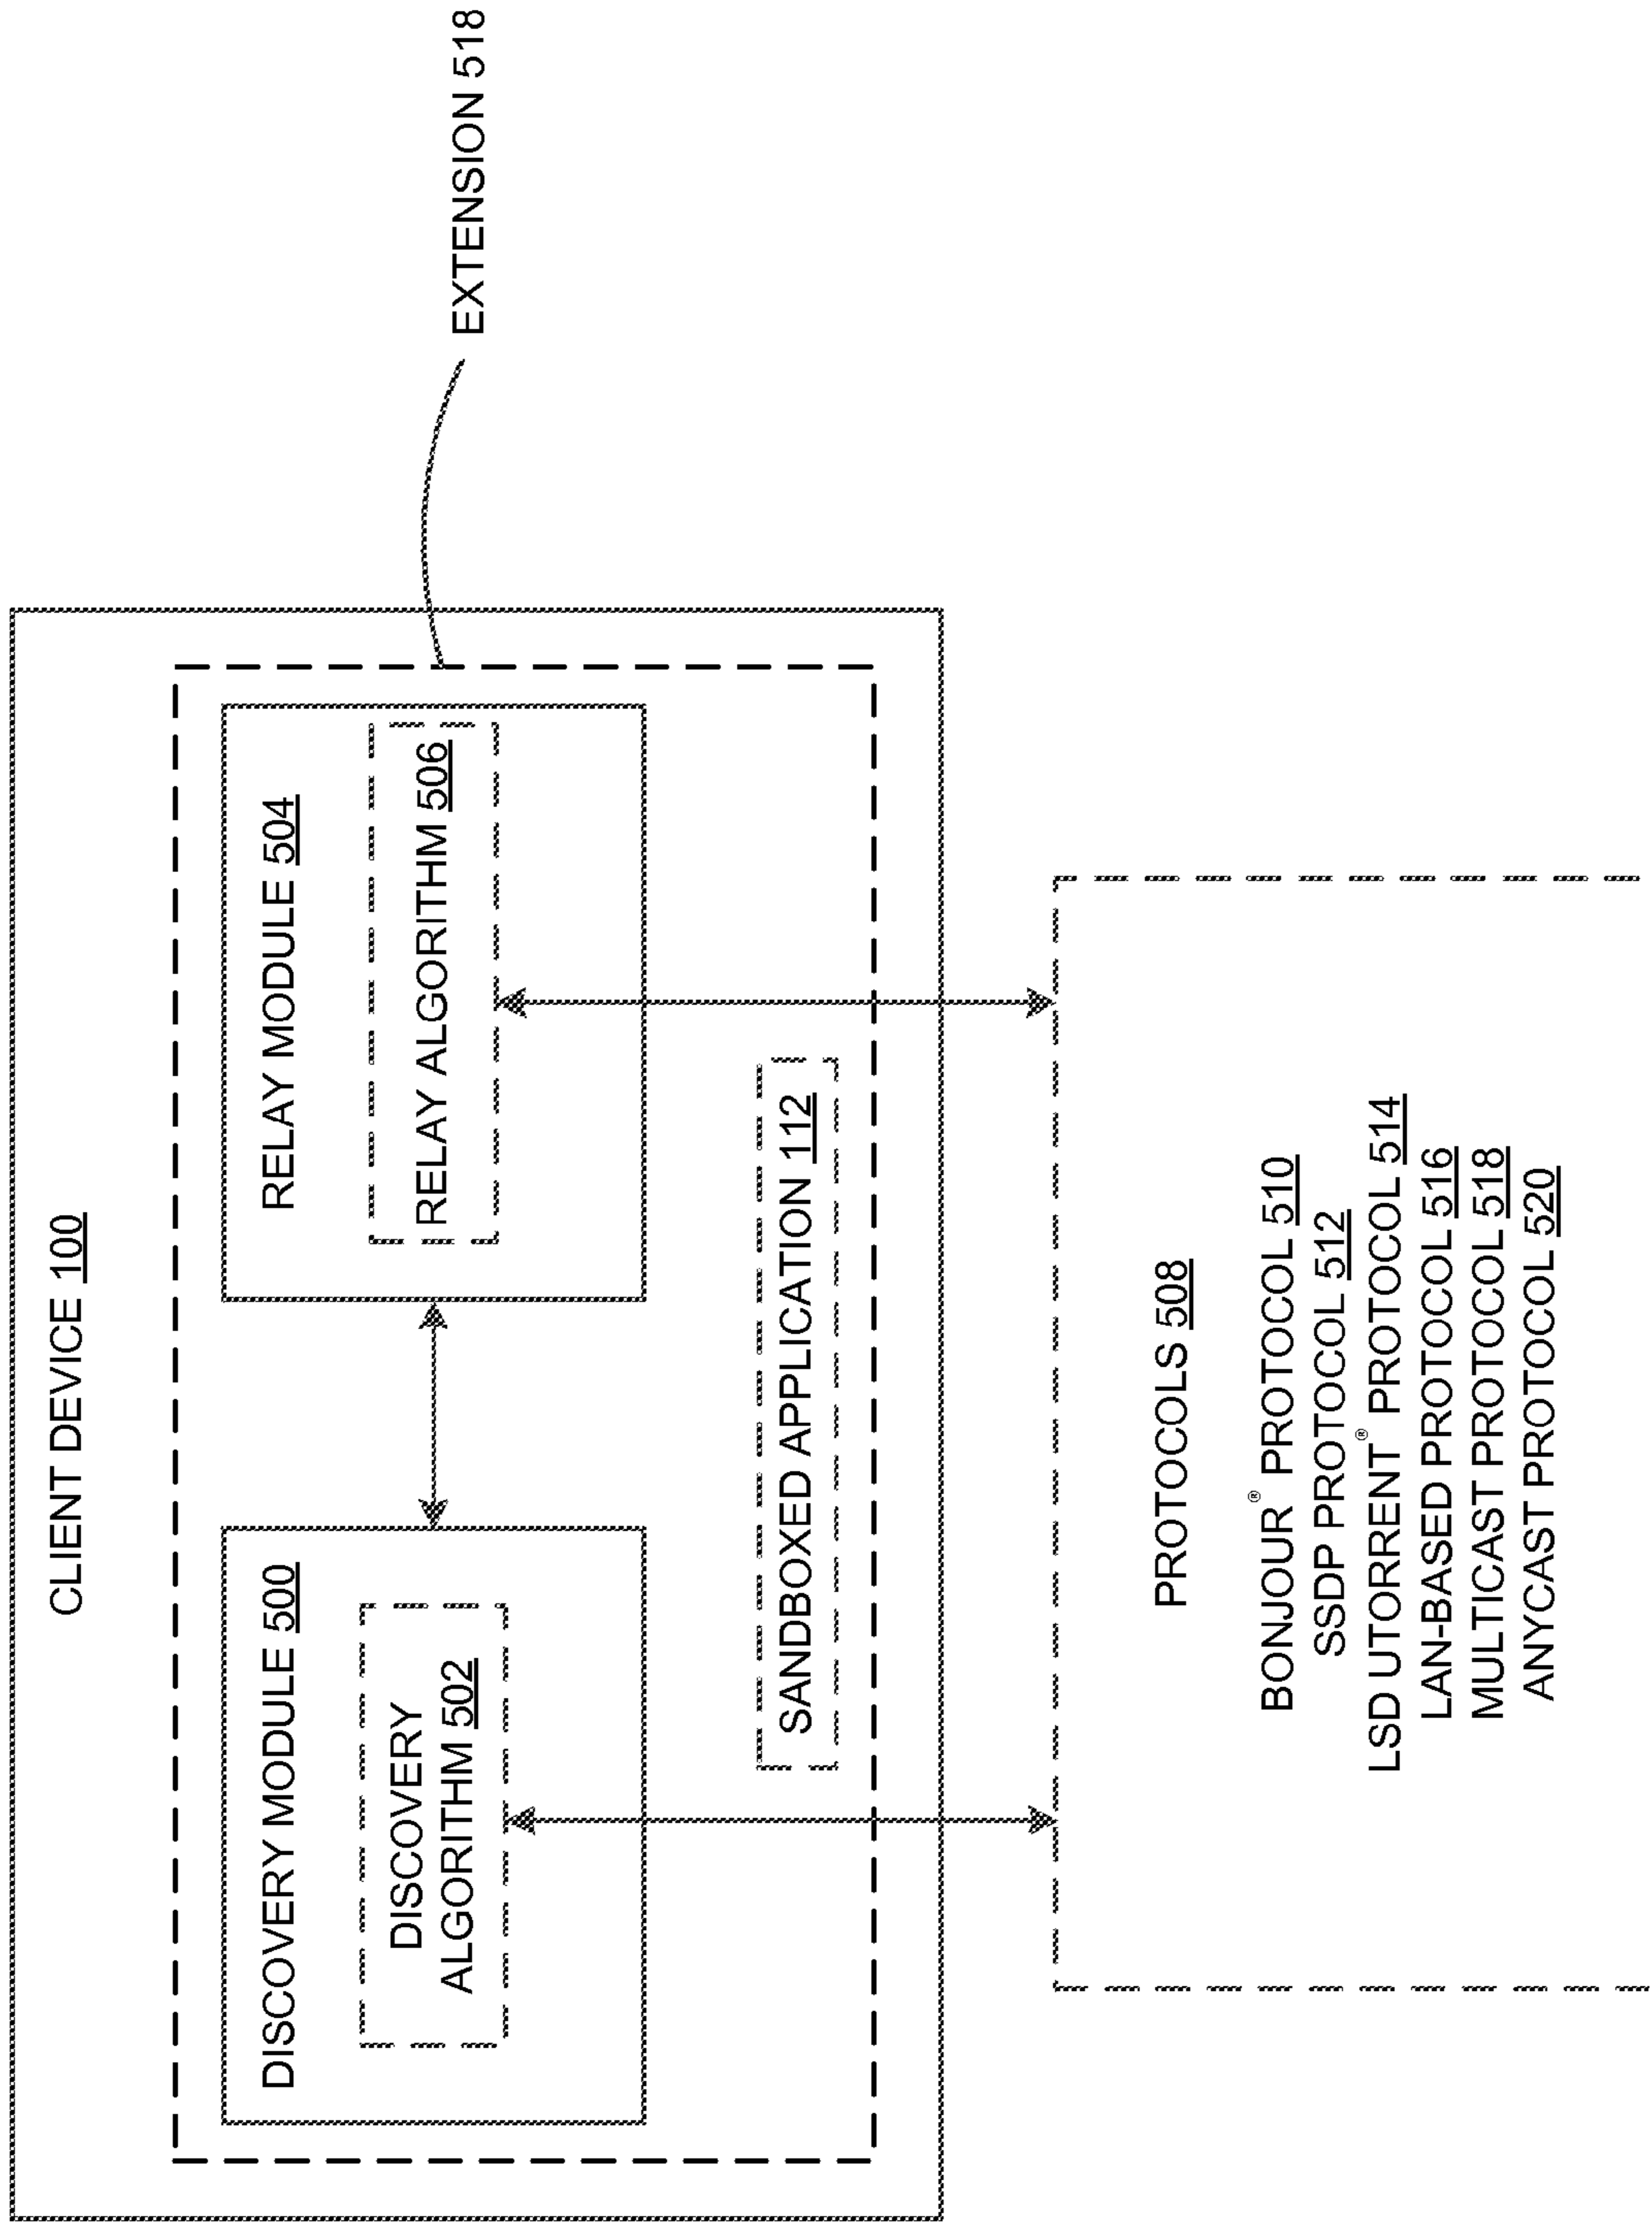 CLIENT DEVICE 100
DISCOVERY MODULE 500
DISCOVERY
ALGORITHM 502
RELAY MODULE 504
RELAY ALGORITHM 506
EXTENSION 518
SANDBOXED APPLICATION 112
PROTOCOLS 508
BONJOUR® PROTOCOL 510
SSDP PROTOCOL 512
LSD UTORRENT® PROTOCOL 514
LAN-BASED PROTOCOL 516
MULTICAST PROTOCOL 518
ANYCAST PROTOCOL 520